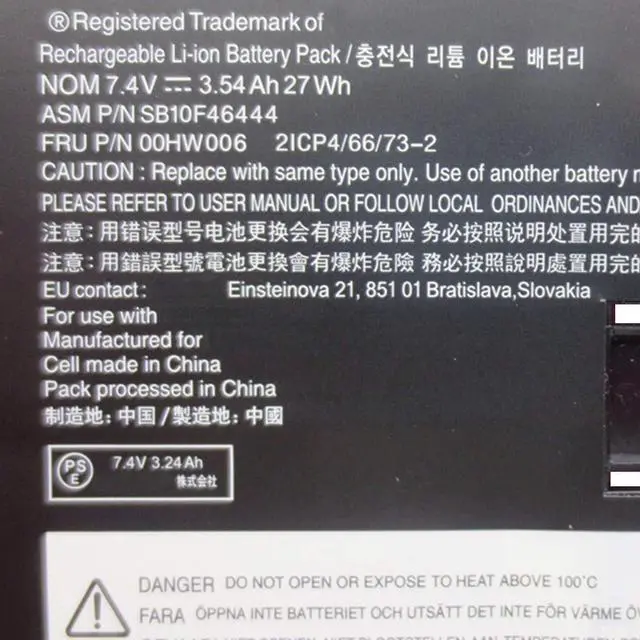 ®Registered Trademark of
Rechargeable Li-ion Battery Pack / 충전식 리튬 이온 배터리
NOM 7.4V ⎓ 3.54Ah 27Wh
ASM P/N SB10F46444
FRU P/N 00HW006 2ICP4/66/73-2
CAUTION : Replace with same type only. Use of another battery
PLEASE REFER TO USER MANUAL OR FOLLOW LOCAL ORDINANCES AND
注意：用错误型号电池更换会有爆炸危险 务必按照说明处置用完的
注意：用錯誤型號電池更換會有爆炸危險 務必按照說明處置用完的
EU contact : Einsteinova 21, 851 01 Bratislava,Slovakia
For use with
Manufactured for
Cell made in China
Pack processed in China
制造地：中国 / 製造地：中國
PSE 7.4V 3.24Ah
株式会社
DANGER DO NOT OPEN OR EXPOSE TO HEAT ABOVE 100°C
FARA ÖPPNA INTE BATTERIET OCH UTSÄTT DET INTE FÖR VÄRME ÖV